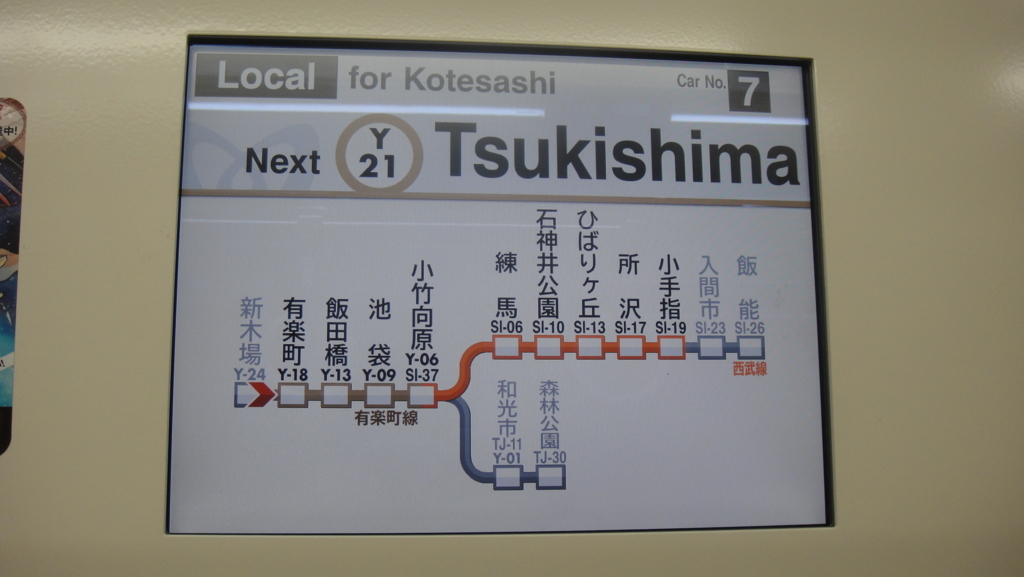 Local for Kotesashi Car No. 7
Next Y 21 Tsukishima
新木場 Y-24
有楽町 Y-18
飯田橋 Y-13
池袋 Y-09
小竹向原 Y-06 SI-37
有楽町線
練馬 SI-06
石神井公園 SI-10
ひばりヶ丘 SI-13
所沢 SI-17
小手指 SI-19
入間市 SI-23
飯能 SI-26
西武線
和光市 TJ-11 Y-01
森林公園 TJ-30
中!